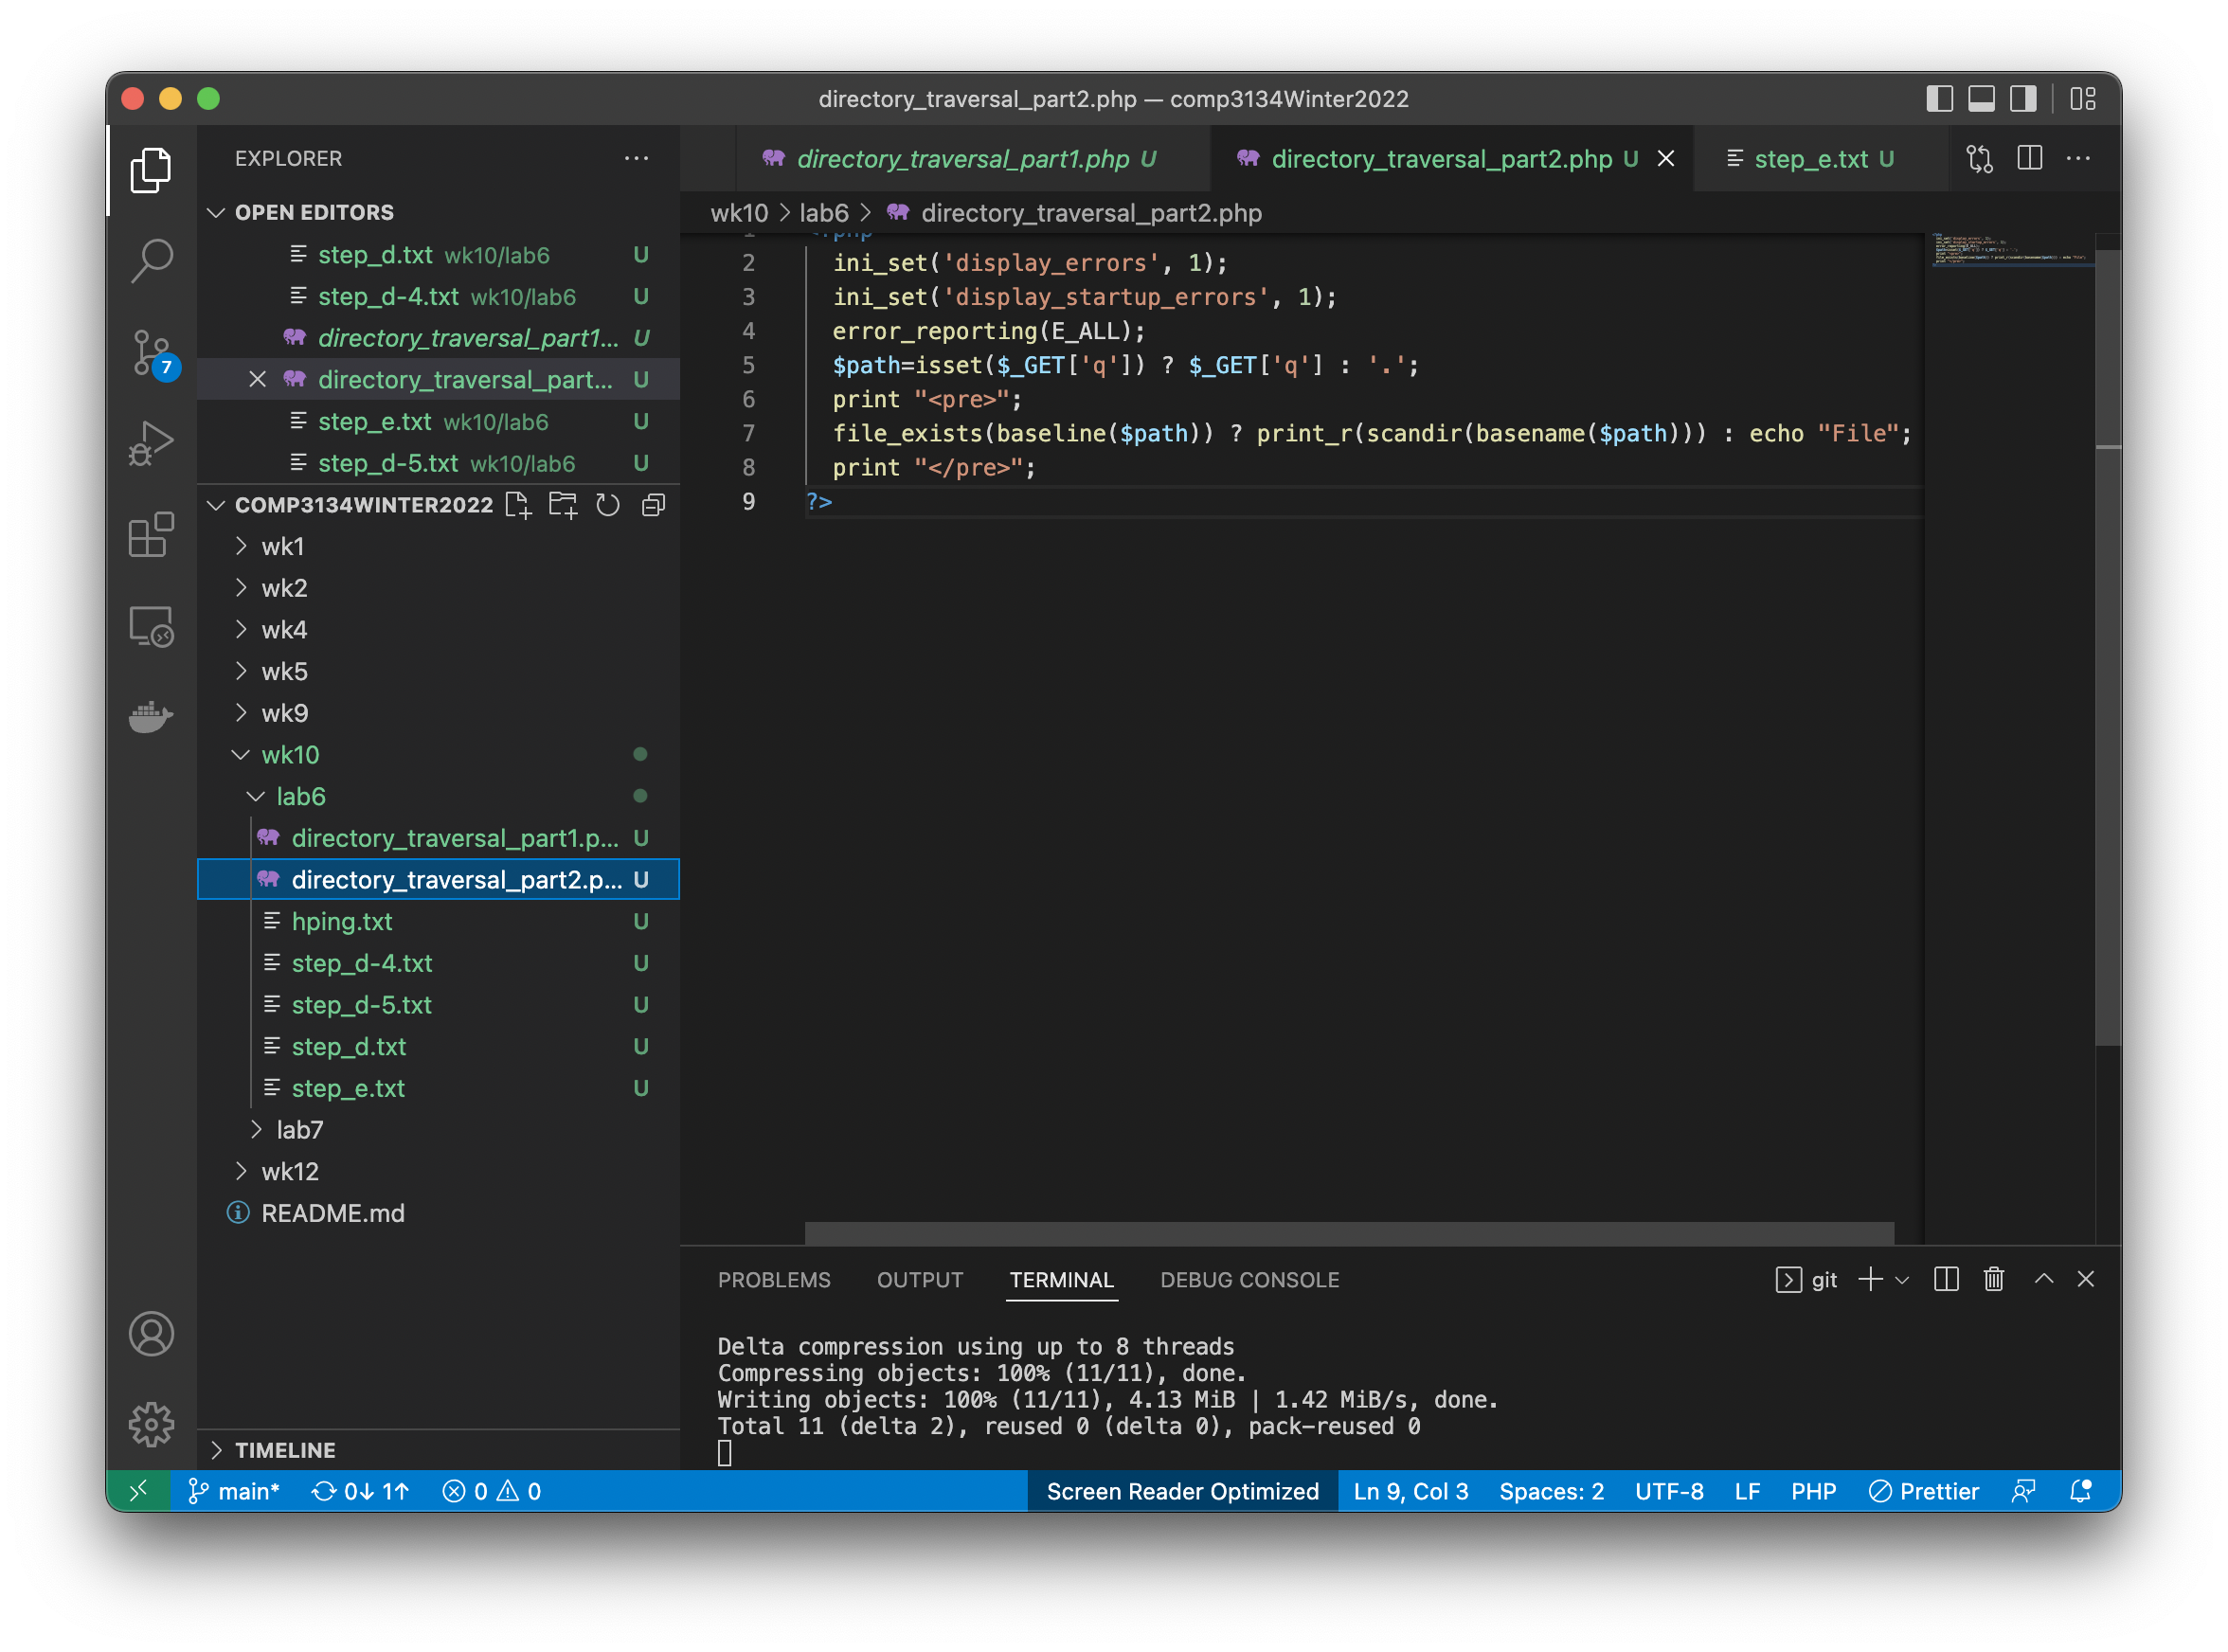 directory_traversal_part2.php — comp3134Winter2022
EXPLORER
OPEN EDITORS
step_d.txt wk10/lab6 U
step_d-4.txt wk10/lab6 U
directory_traversal_part1... U
directory_traversal_part... U
step_e.txt wk10/lab6 U
step_d-5.txt wk10/lab6 U
COMP3134WINTER2022
wk1
wk2
wk4
wk5
wk9
wk10
lab6
directory_traversal_part1.p... U
directory_traversal_part2.p... U
hping.txt U
step_d-4.txt U
step_d-5.txt U
step_d.txt U
step_e.txt U
lab7
wk12
README.md
TIMELINE
7
directory_traversal_part1.php U
directory_traversal_part2.php U
step_e.txt U
wk10 > lab6 > directory_traversal_part2.php
1 <?php
2 ini_set('display_errors', 1);
3 ini_set('display_startup_errors', 1);
4 error_reporting(E_ALL);
5 $path=isset($_GET['q']) ? $_GET['q'] : '.';
6 print "<pre>";
7 file_exists(baseline($path)) ? print_r(scandir(basename($path))) : echo "File";
8 print "</pre>";
9 ?>
PROBLEMS OUTPUT TERMINAL DEBUG CONSOLE git
Delta compression using up to 8 threads
Compressing objects: 100% (11/11), done.
Writing objects: 100% (11/11), 4.13 MiB | 1.42 MiB/s, done.
Total 11 (delta 2), reused 0 (delta 0), pack-reused 0
main* 0↓ 1↑ 0 0 Screen Reader Optimized Ln 9, Col 3 Spaces: 2 UTF-8 LF PHP Prettier